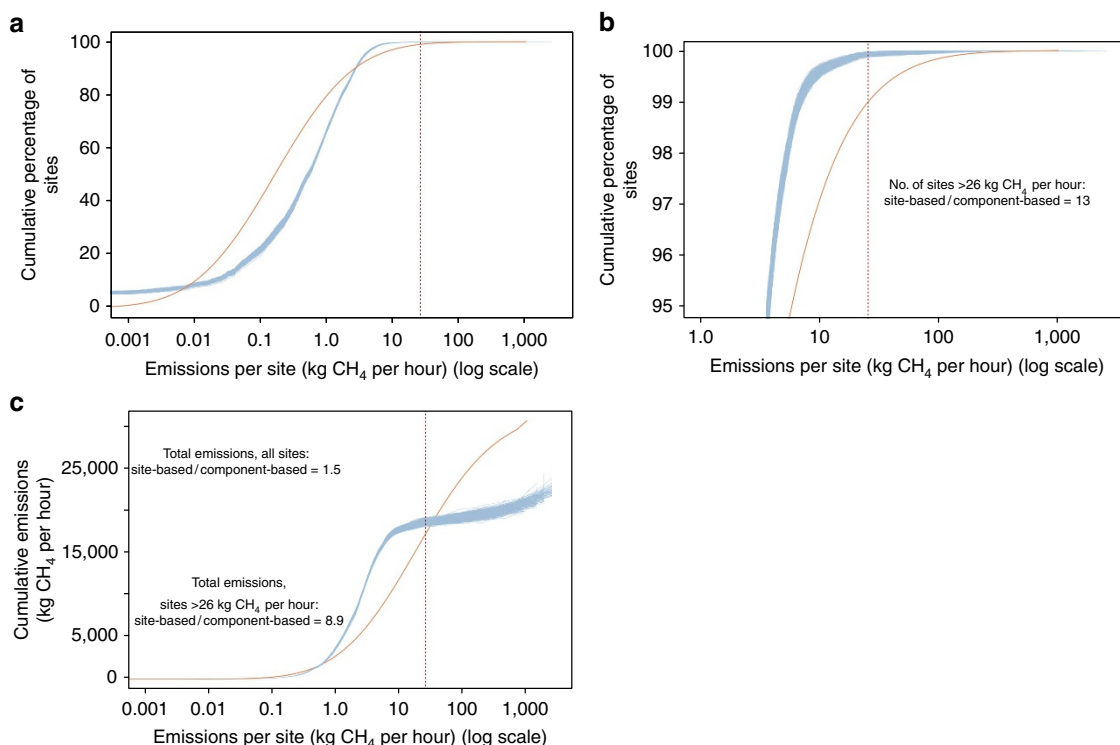 a
100
80
60
40
20
0
Cumulative percentage of
sites
0.001 0.01 0.1 1.0 10 100 1,000
Emissions per site (kg CH₄ per hour) (log scale)
b
100
99
98
97
96
95
Cumulative percentage of
sites
No. of sites >26 kg CH₄ per hour:
site-based/component-based = 13
1.0 10 100 1,000
Emissions per site (kg CH₄ per hour) (log scale)
c
25,000
15,000
5,000
0
Cumulative emissions
(kg CH₄ per hour)
Total emissions, all sites:
site-based/component-based = 1.5
Total emissions,
sites >26 kg CH₄ per hour:
site-based/component-based = 8.9
0.001 0.01 0.1 1.0 10 100 1,000
Emissions per site (kg CH₄ per hour) (log scale)